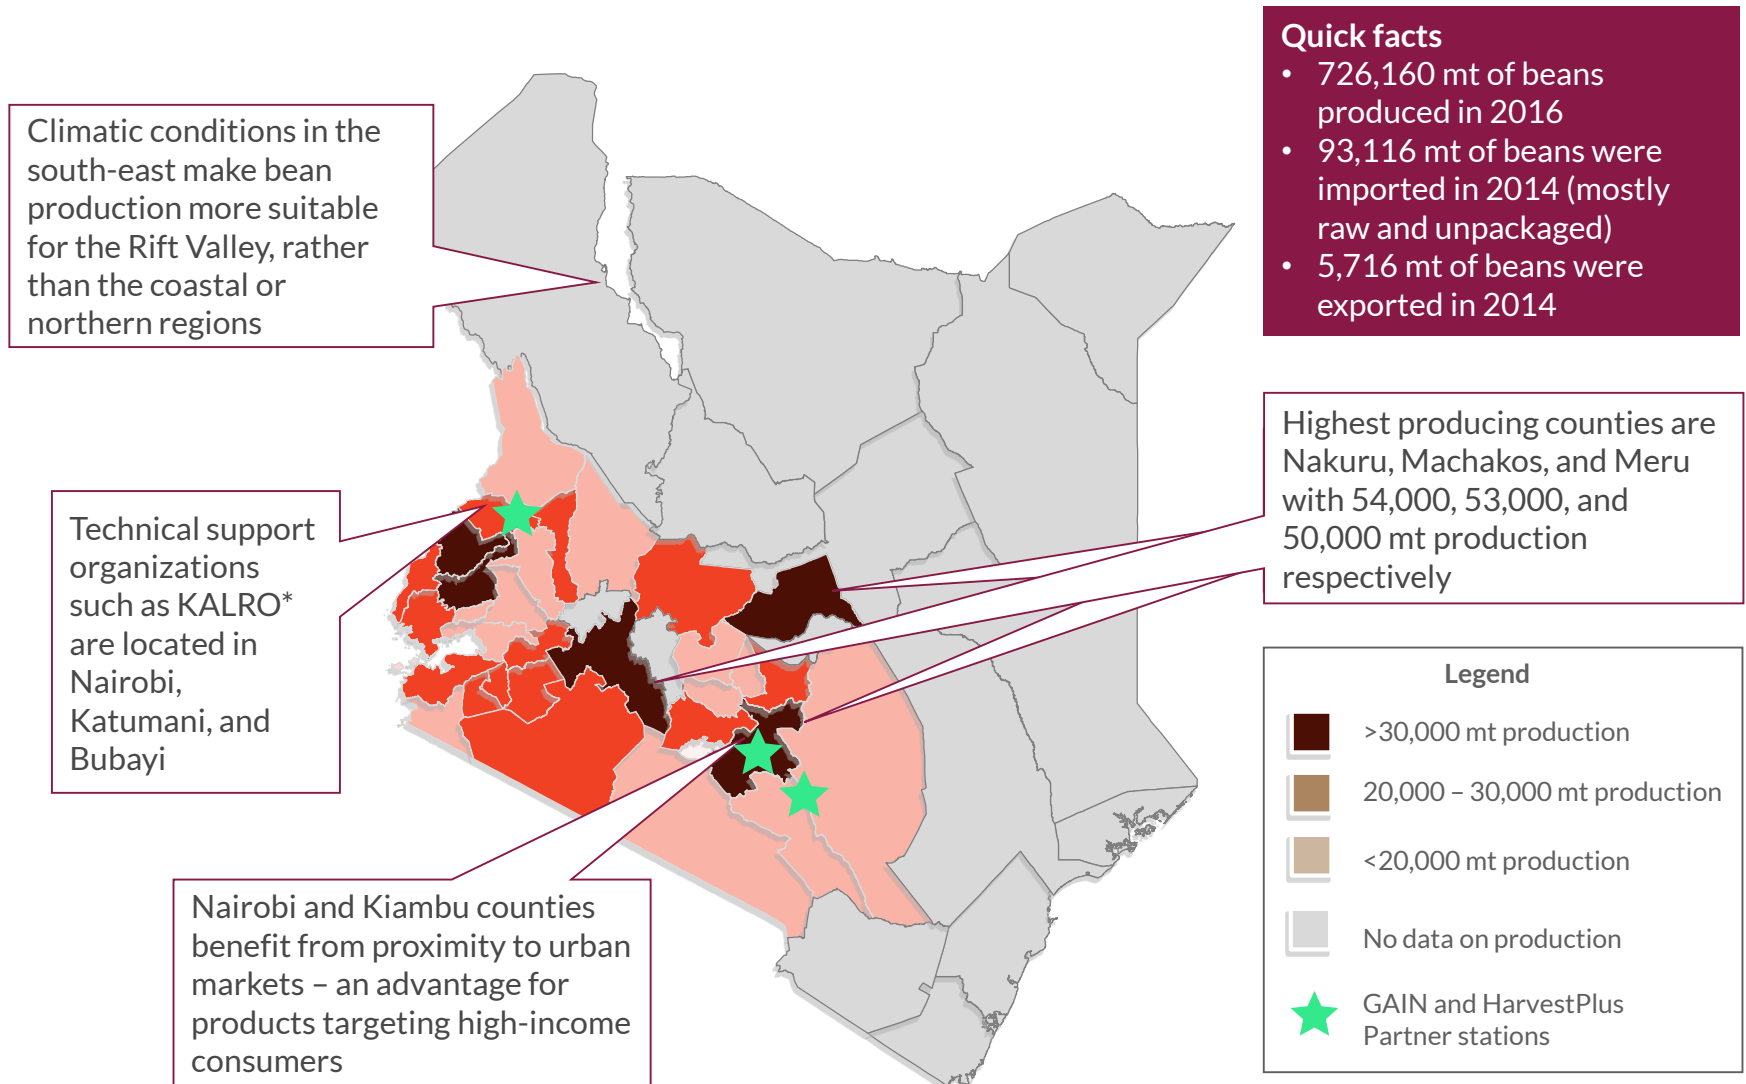 Quick facts
• 726,160 mt of beans
produced in 2016
• 93,116 mt of beans were
imported in 2014 (mostly
raw and unpackaged)
• 5,716 mt of beans were
exported in 2014
Climatic conditions in the
south-east make bean
production more suitable
for the Rift Valley, rather
than the coastal or
northern regions
Highest producing counties are
Nakuru, Machakos, and Meru
with 54,000, 53,000, and
50,000 mt production
respectively
Technical support
organizations
such as KALRO*
are located in
Nairobi,
Katumani, and
Bubayi
Nairobi and Kiambu counties
benefit from proximity to urban
markets – an advantage for
products targeting high-income
consumers
Legend
>30,000 mt production
20,000 – 30,000 mt production
<20,000 mt production
No data on production
GAIN and HarvestPlus
Partner stations